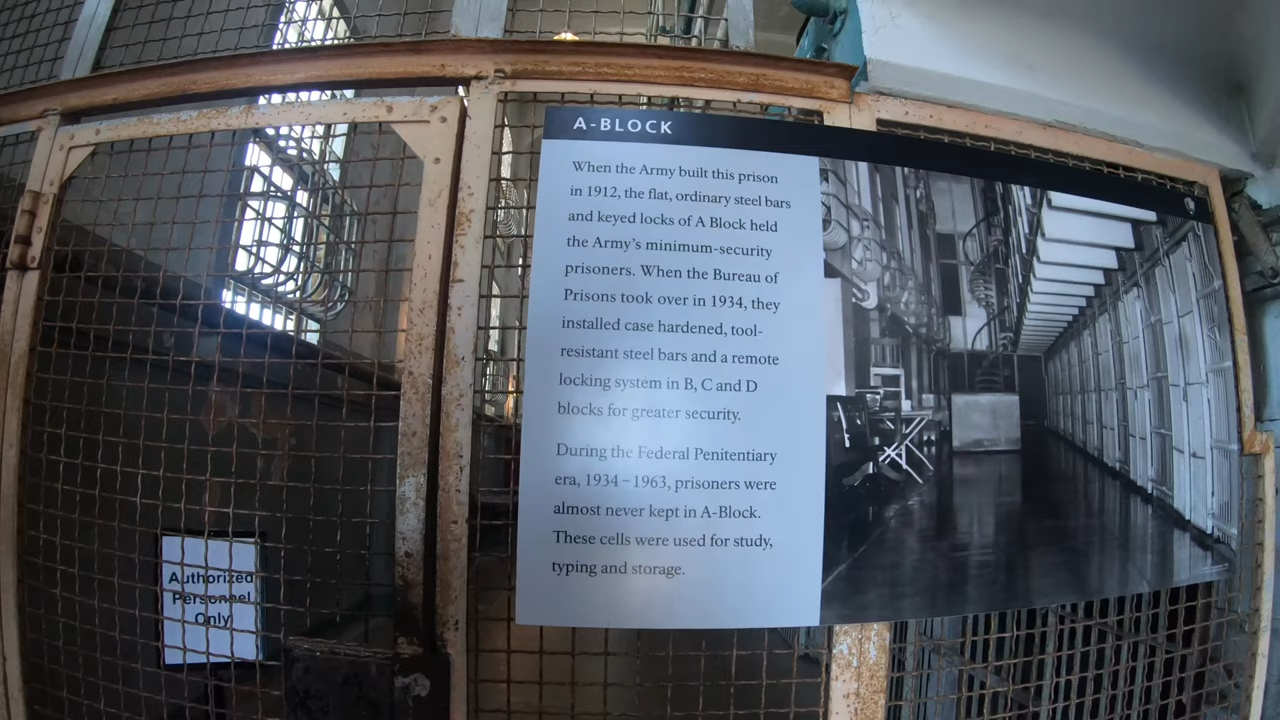 A-BLOCK
When the Army built this prison
in 1912, the flat, ordinary steel bars
and keyed locks of A Block held
the Army's minimum-security
prisoners. When the Bureau of
Prisons took over in 1934, they
installed case hardened, tool-
resistant steel bars and a remote
locking system in B, C and D
blocks for greater security.
During the Federal Penitentiary
era, 1934–1963, prisoners were
almost never kept in A-Block.
These cells were used for study,
typing and storage.
Authorized
Personnel
Only